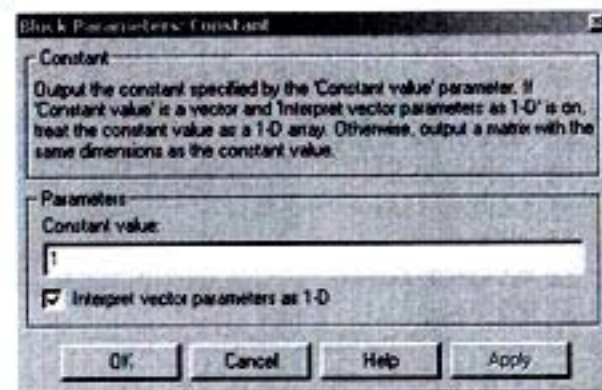 Block Parameters: Constant
Constant
Output the constant specified by the 'Constant value' parameter. If
'Constant value' is a vector and 'Interpret vector parameters as 1-D' is on,
treat the constant value as a 1-D array. Otherwise, output a matrix with the
same dimensions as the constant value.
Parameters
Constant value:
1
Interpret vector parameters as 1-D
OK Cancel Help Apply